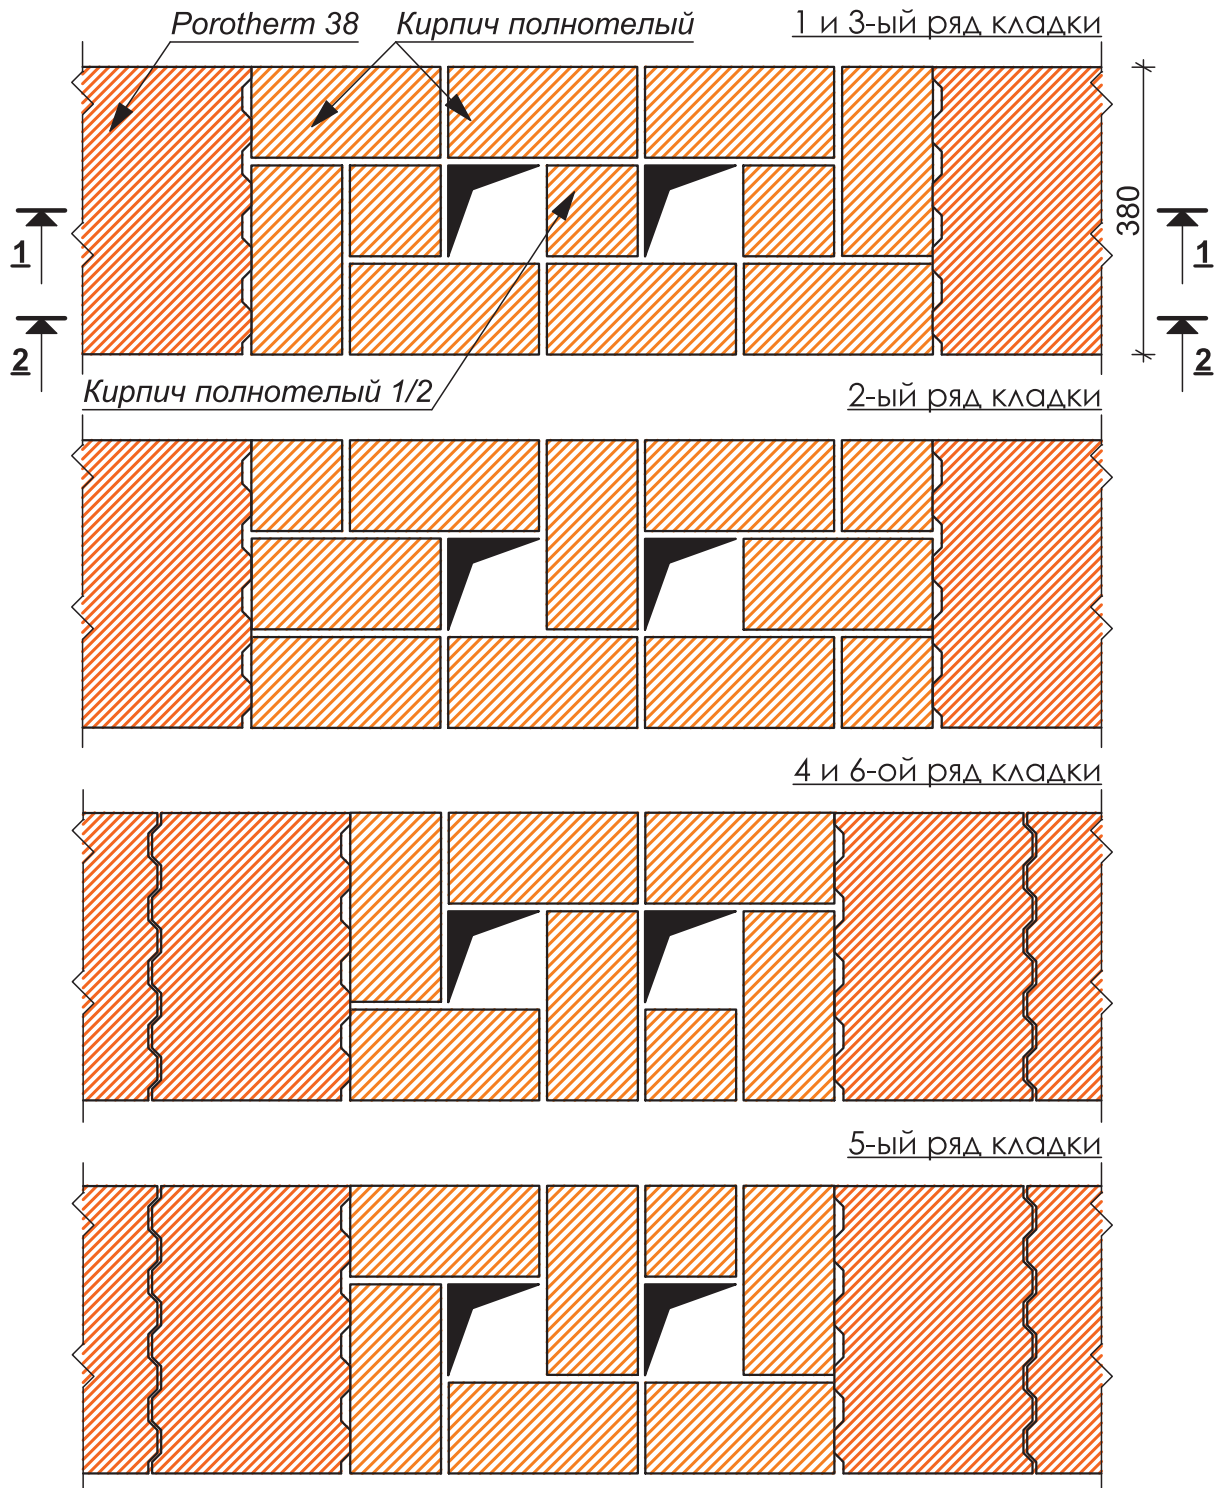 Porotherm 38
Кирпич полнотелый
1 и 3-ый ряд кладки
380
1
1
2
2
Кирпич полнотелый 1/2
2-ый ряд кладки
4 и 6-ой ряд кладки
5-ый ряд кладки